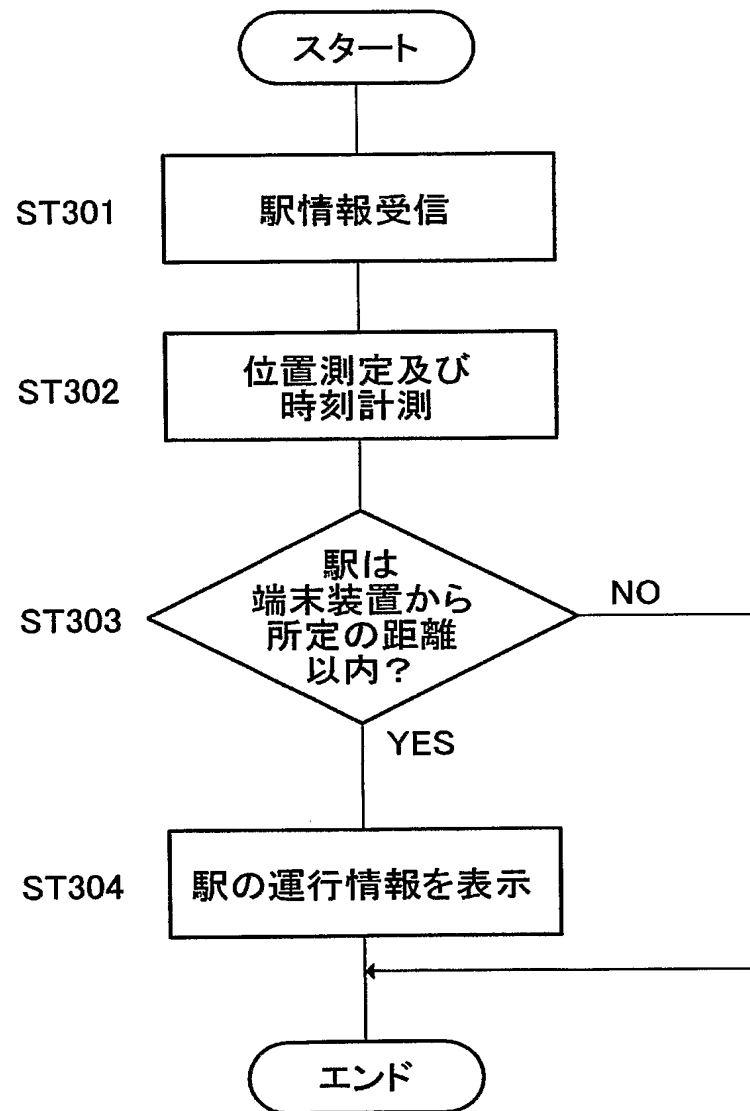 スタート
ST301
駅情報受信
ST302
位置測定及び
時刻計測
ST303
駅は
端末装置から
所定の距離
以内？
NO
YES
ST304
駅の運行情報を表示
エンド